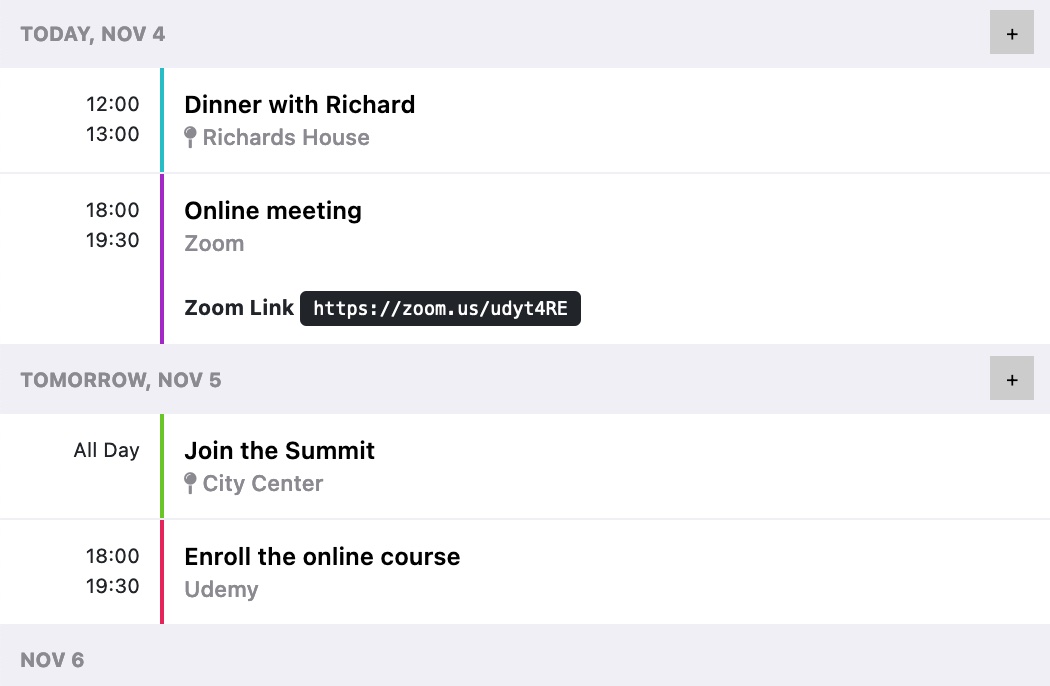 TODAY, NOV 4
+
12:00
13:00
Dinner with Richard
Richards House
18:00
19:30
Online meeting
Zoom
Zoom Link https://zoom.us/udyt4RE
TOMORROW, NOV 5
+
All Day
Join the Summit
City Center
18:00
19:30
Enroll the online course
Udemy
NOV 6